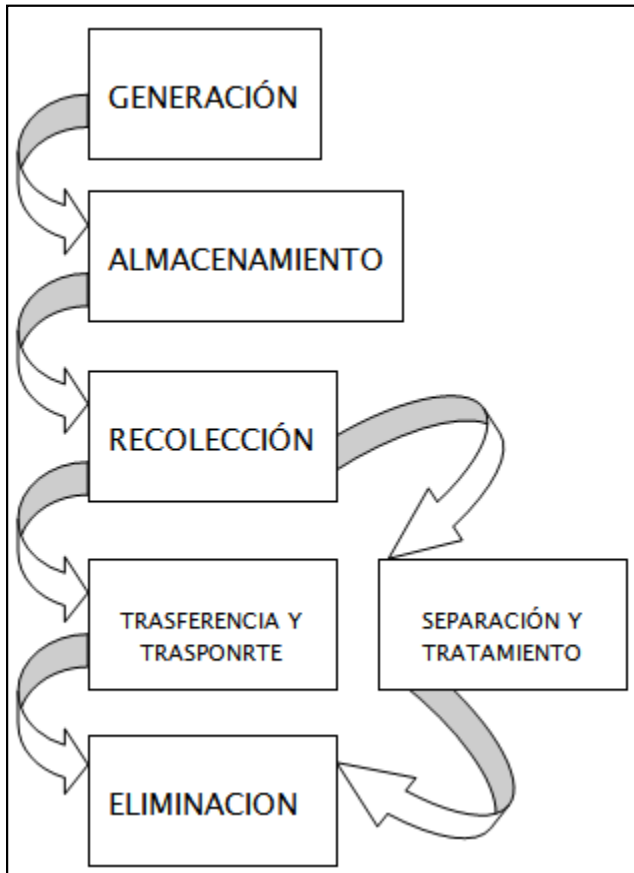 GENERACIÓN
ALMACENAMIENTO
RECOLECCIÓN
TRASFERENCIA Y
TRASPONRTE
SEPARACIÓN Y
TRATAMIENTO
ELIMINACION